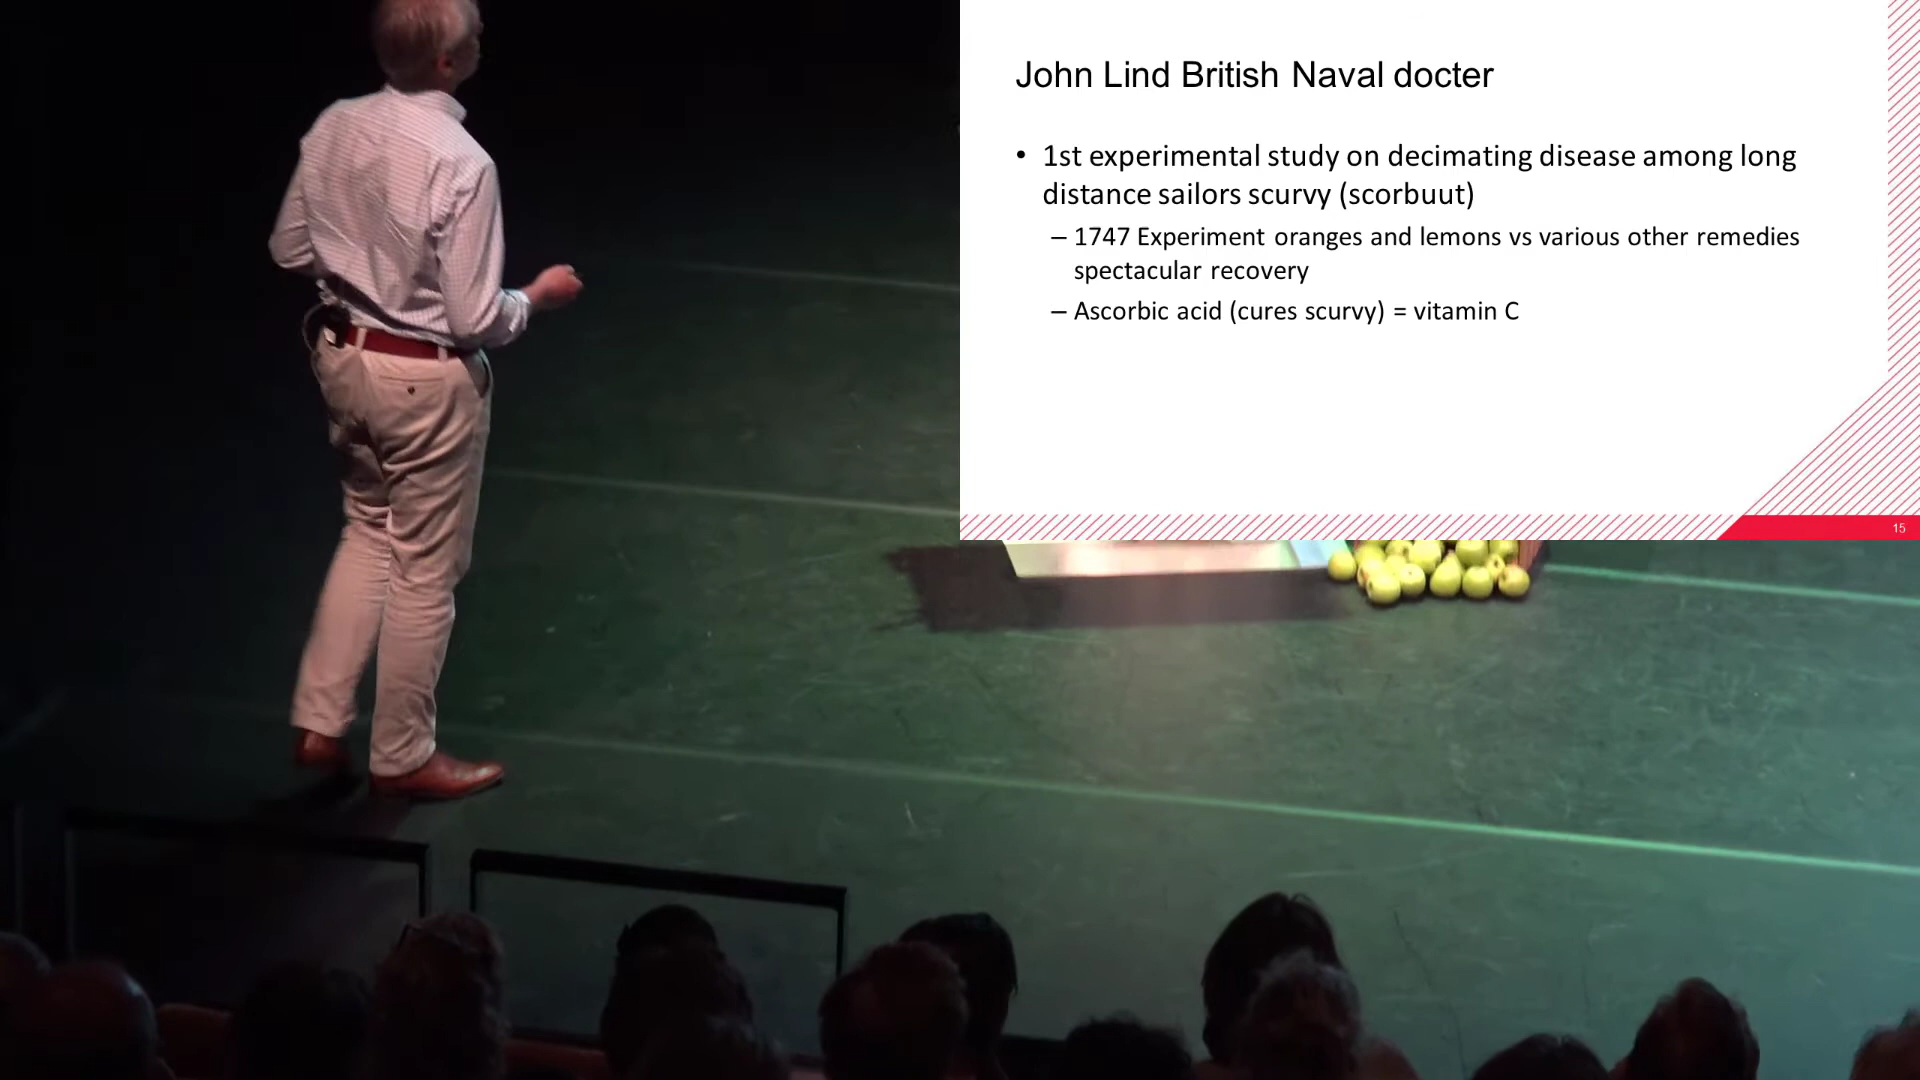 John Lind British Naval docter
• 1st experimental study on decimating disease among long
distance sailors scurvy (scorbuut)
– 1747 Experiment oranges and lemons vs various other remedies
spectacular recovery
– Ascorbic acid (cures scurvy) = vitamin C
15